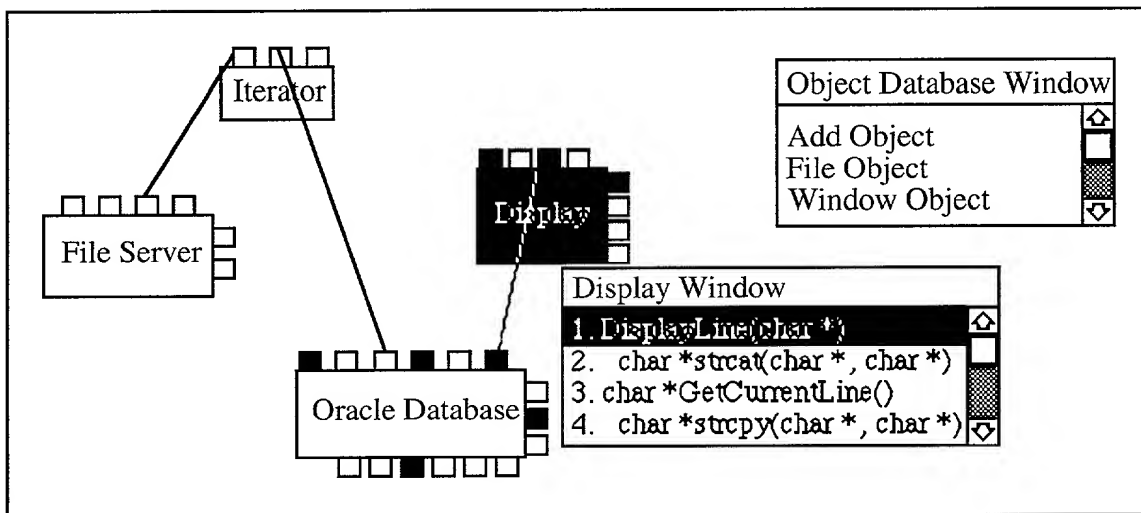 Iterator
Object Database Window
Add Object
File Object
Window Object
Display
File Server
Display Window
1. DisplayLine(char *)
2. char *strcat(char *, char *)
3. char *GetCurrentLine()
4. char *strcpy(char *, char *)
Oracle Database